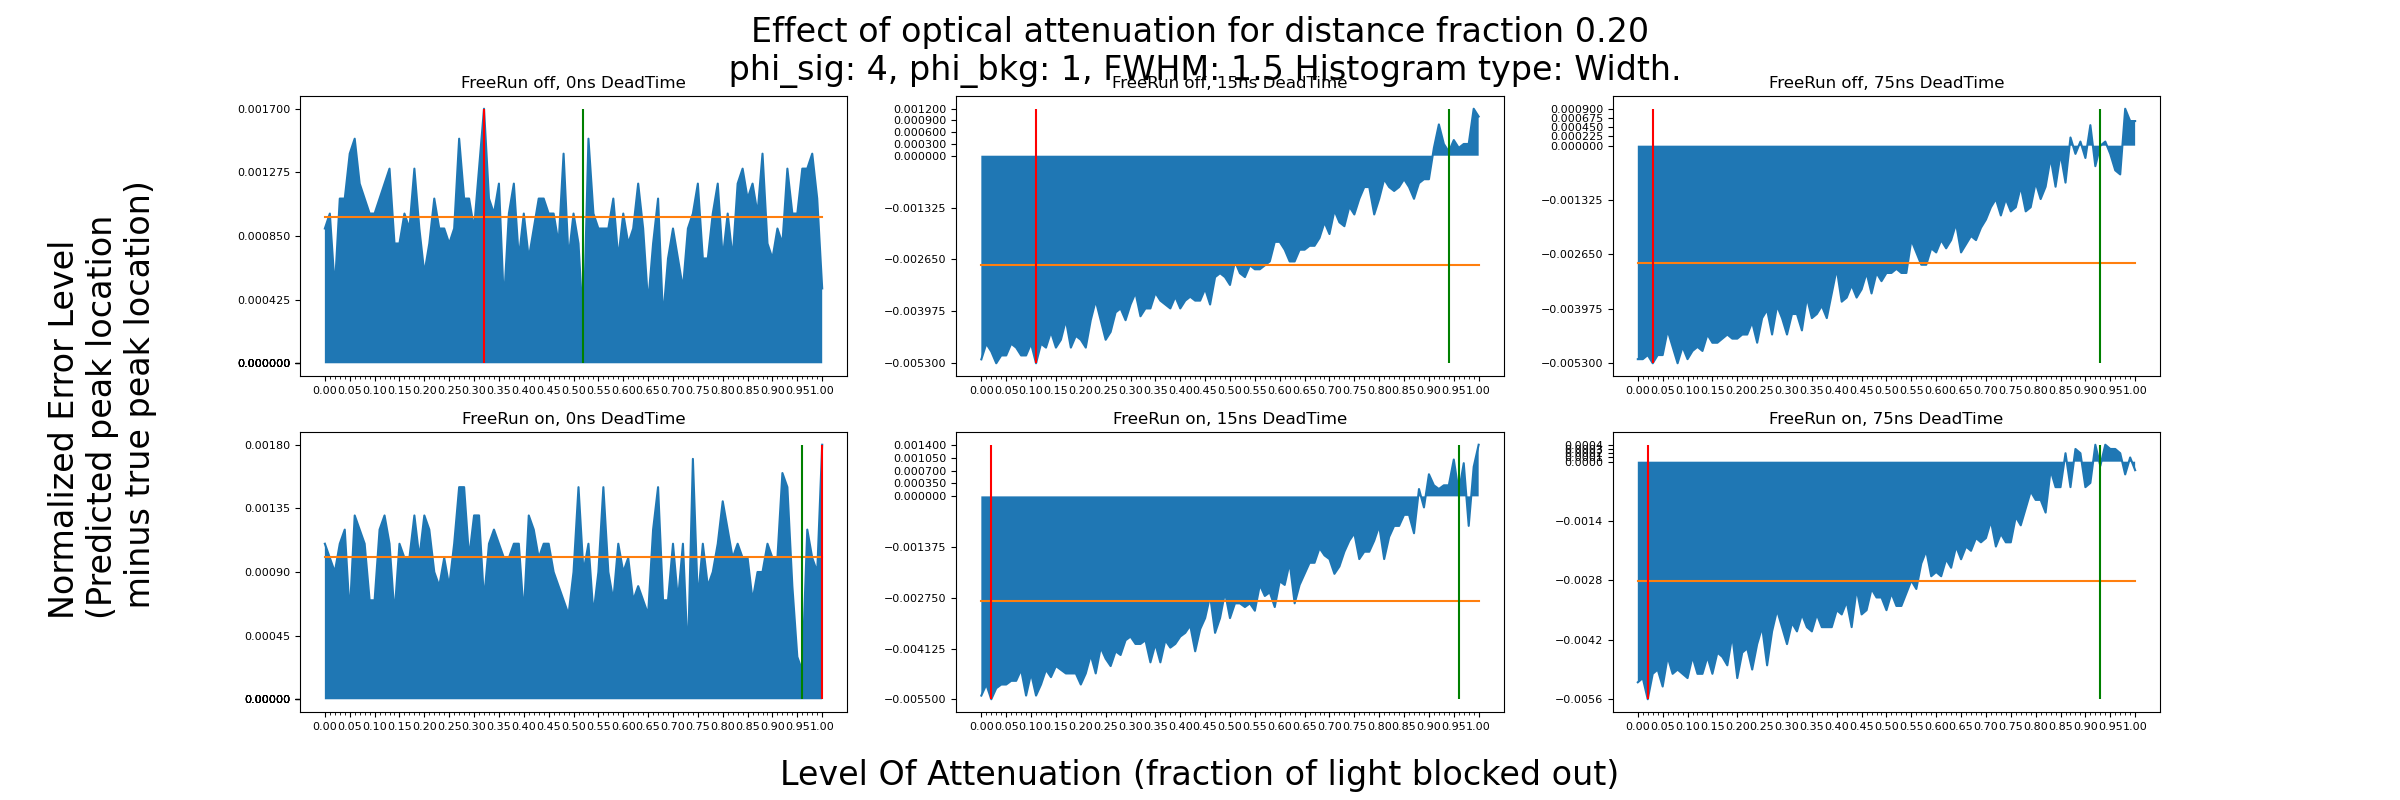 Effect of optical attenuation for distance fraction 0.20
phi_sig: 4, phi_bkg: 1, FWHM: 1.5 Histogram type: Width.
Normalized Error Level
(Predicted peak location
minus true peak location)
FreeRun off, 0ns DeadTime
0.001700
0.001275
0.000850
0.000425
0.000000
0.00 0.05 0.10 0.15 0.20 0.25 0.30 0.35 0.40 0.45 0.50 0.55 0.60 0.65 0.70 0.75 0.80 0.85 0.90 0.95 1.00
FreeRun off, 15ns DeadTime
0.001200
0.000900
0.000600
0.000300
0.000000
−0.001325
−0.002650
−0.003975
−0.005300
0.00 0.05 0.10 0.15 0.20 0.25 0.30 0.35 0.40 0.45 0.50 0.55 0.60 0.65 0.70 0.75 0.80 0.85 0.90 0.95 1.00
FreeRun off, 75ns DeadTime
0.000900
0.000675
0.000450
0.000225
0.000000
−0.001325
−0.002650
−0.003975
−0.005300
0.00 0.05 0.10 0.15 0.20 0.25 0.30 0.35 0.40 0.45 0.50 0.55 0.60 0.65 0.70 0.75 0.80 0.85 0.90 0.95 1.00
FreeRun on, 0ns DeadTime
0.00180
0.00135
0.00090
0.00045
0.00000
0.00 0.05 0.10 0.15 0.20 0.25 0.30 0.35 0.40 0.45 0.50 0.55 0.60 0.65 0.70 0.75 0.80 0.85 0.90 0.95 1.00
FreeRun on, 15ns DeadTime
0.001400
0.001050
0.000700
0.000350
0.000000
−0.001375
−0.002750
−0.004125
−0.005500
0.00 0.05 0.10 0.15 0.20 0.25 0.30 0.35 0.40 0.45 0.50 0.55 0.60 0.65 0.70 0.75 0.80 0.85 0.90 0.95 1.00
FreeRun on, 75ns DeadTime
0.0004
0.0000
−0.0014
−0.0028
−0.0042
−0.0056
0.00 0.05 0.10 0.15 0.20 0.25 0.30 0.35 0.40 0.45 0.50 0.55 0.60 0.65 0.70 0.75 0.80 0.85 0.90 0.95 1.00
Level Of Attenuation (fraction of light blocked out)